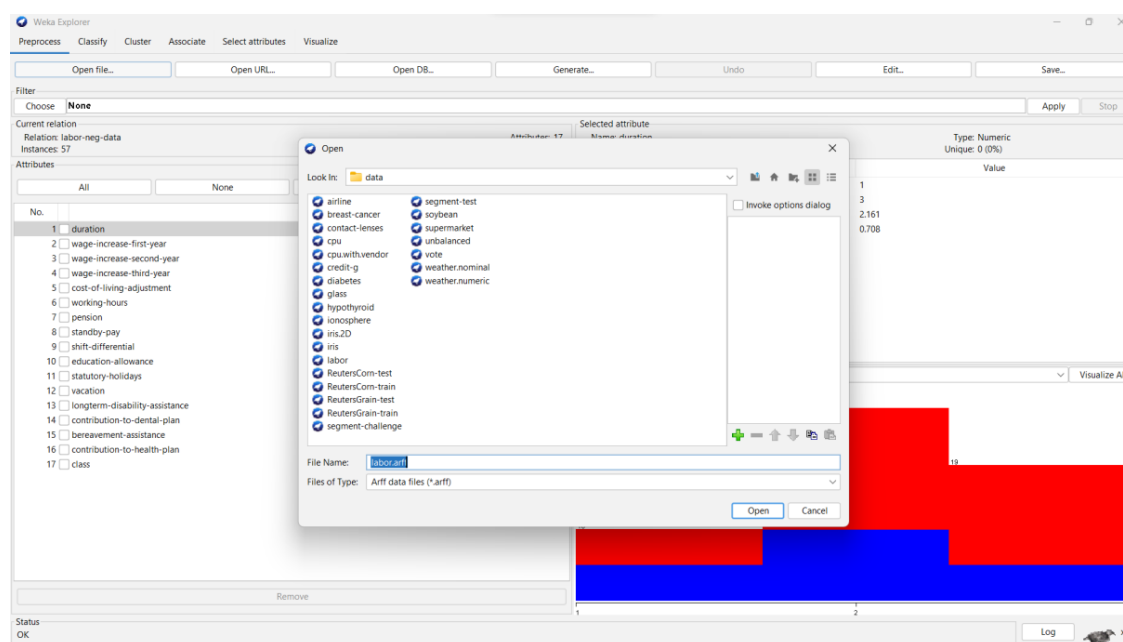 Weka Explorer
Preprocess Classify Cluster Associate Select attributes Visualize
Open file... Open URL... Open DB... Generate... Undo Edit... Save...
Filter
Choose None Apply Stop
Current relation
Relation: labor-neg-data Attributes: 17
Instances: 57
Selected attribute
Name: duration Type: Numeric
Unique: 0 (0%)
Attributes
All None
Value
1
3
2.161
0.708
No.
1 duration
2 wage-increase-first-year
3 wage-increase-second-year
4 wage-increase-third-year
5 cost-of-living-adjustment
6 working-hours
7 pension
8 standby-pay
9 shift-differential
10 education-allowance
11 statutory-holidays
12 vacation
13 longterm-disability-assistance
14 contribution-to-dental-plan
15 bereavement-assistance
16 contribution-to-health-plan
17 class
Remove
Open
Look In: data
Invoke options dialog
airline
breast-cancer
contact-lenses
cpu
cpu.with.vendor
credit-g
diabetes
glass
hypothyroid
ionosphere
iris.2D
iris
labor
ReutersCorn-test
ReutersCorn-train
ReutersGrain-test
ReutersGrain-train
segment-challenge
segment-test
soybean
supermarket
unbalanced
vote
weather.nominal
weather.numeric
File Name: labor.arff
Files of Type: Arff data files (*.arff)
Open Cancel
Visualize
19
1 2
Status
OK
Log